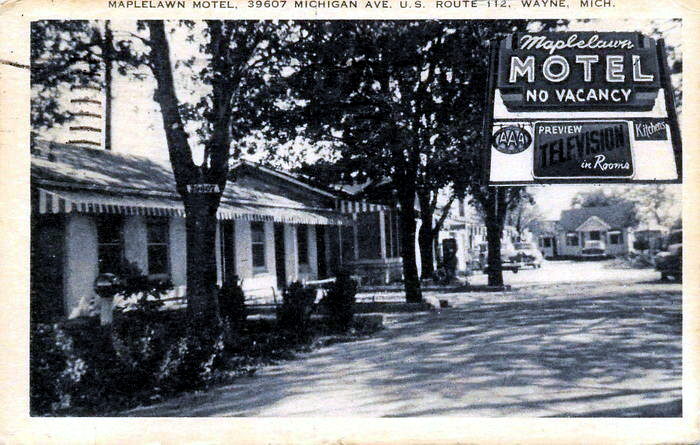 MAPLELAWN MOTEL, 39607 MICHIGAN AVE. U.S. ROUTE 112, WAYNE, MICH.
Maplelawn
MOTEL
NO VACANCY
AAA
PREVIEW
TELEVISION
in Rooms
Kitchens
39607